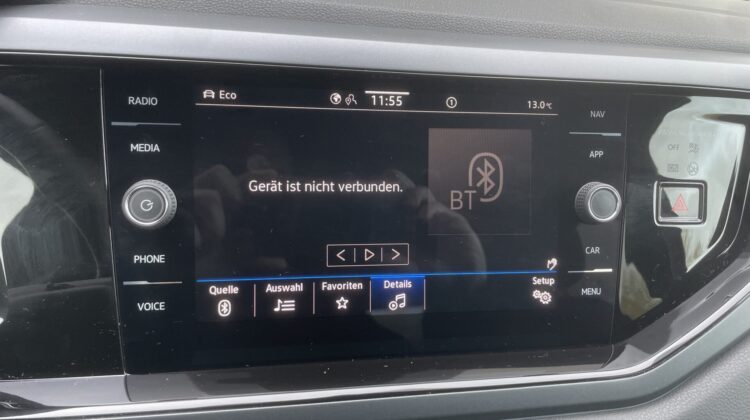 RADIO
MEDIA
PHONE
VOICE
Eco
11:55
13.0°C
Gerät ist nicht verbunden.
BT
Quelle
Auswahl
Favoriten
Details
Setup
NAV
APP
CAR
MENU
OFF